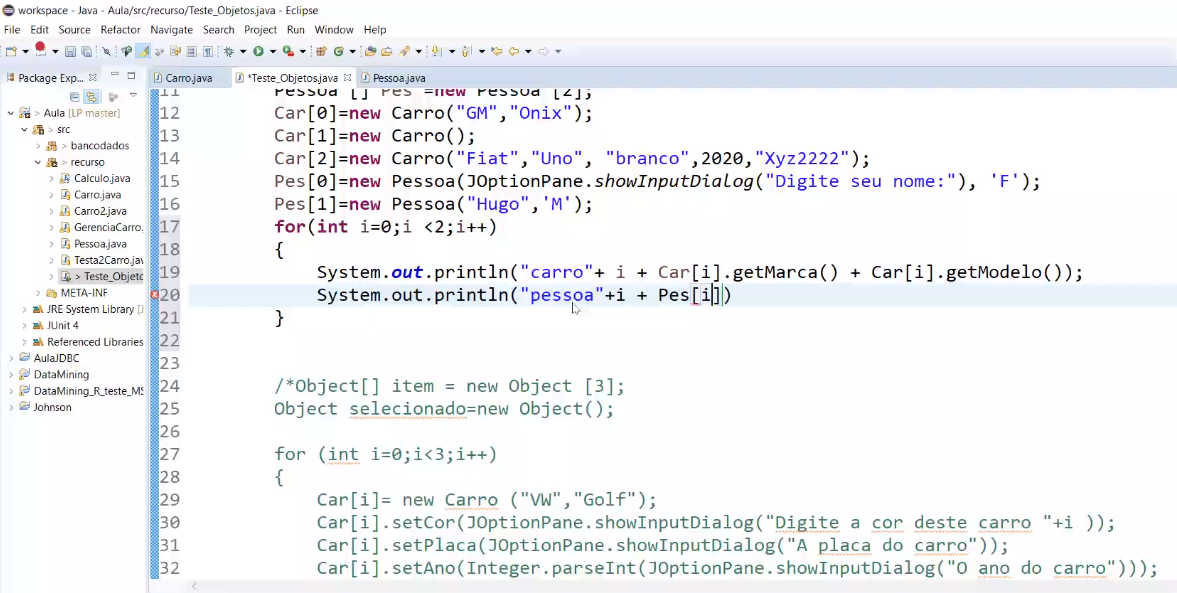 workspace - Java - Aula/src/recurso/Teste_Objetos.java - Eclipse
File Edit Source Refactor Navigate Search Project Run Window Help
Package Exp...
Carro.java *Teste_Objetos.java Pessoa.java
> Aula [LP master]
> src
> bancodados
> recurso
> Calculo.java
> Carro.java
> Carro2.java
> GerenciaCarro.
> Pessoa.java
> Testa2Carro.jav
> Teste_Objeto
> META-INF
JRE System Library [J
JUnit 4
Referenced Libraries
AulaJDBC
DataMining
DataMining_R_teste_MS
Johnson
11 Pessoa [] Pes =new Pessoa [2];
12 Car[0]=new Carro("GM","Onix");
13 Car[1]=new Carro();
14 Car[2]=new Carro("Fiat","Uno", "branco",2020,"Xyz2222");
15 Pes[0]=new Pessoa(JOptionPane.showInputDialog("Digite seu nome:"), 'F');
16 Pes[1]=new Pessoa("Hugo",'M');
17 for(int i=0;i <2;i++)
18 {
19 System.out.println("carro"+ i + Car[i].getMarca() + Car[i].getModelo());
20 System.out.println("pessoa"+i + Pes[i])
21 }
22
23
24 /*Object[] item = new Object [3];
25 Object selecionado=new Object();
26
27 for (int i=0;i<3;i++)
28 {
29 Car[i]= new Carro ("VW","Golf");
30 Car[i].setCor(JOptionPane.showInputDialog("Digite a cor deste carro "+i ));
31 Car[i].setPlaca(JOptionPane.showInputDialog("A placa do carro"));
32 Car[i].setAno(Integer.parseInt(JOptionPane.showInputDialog("O ano do carro")));